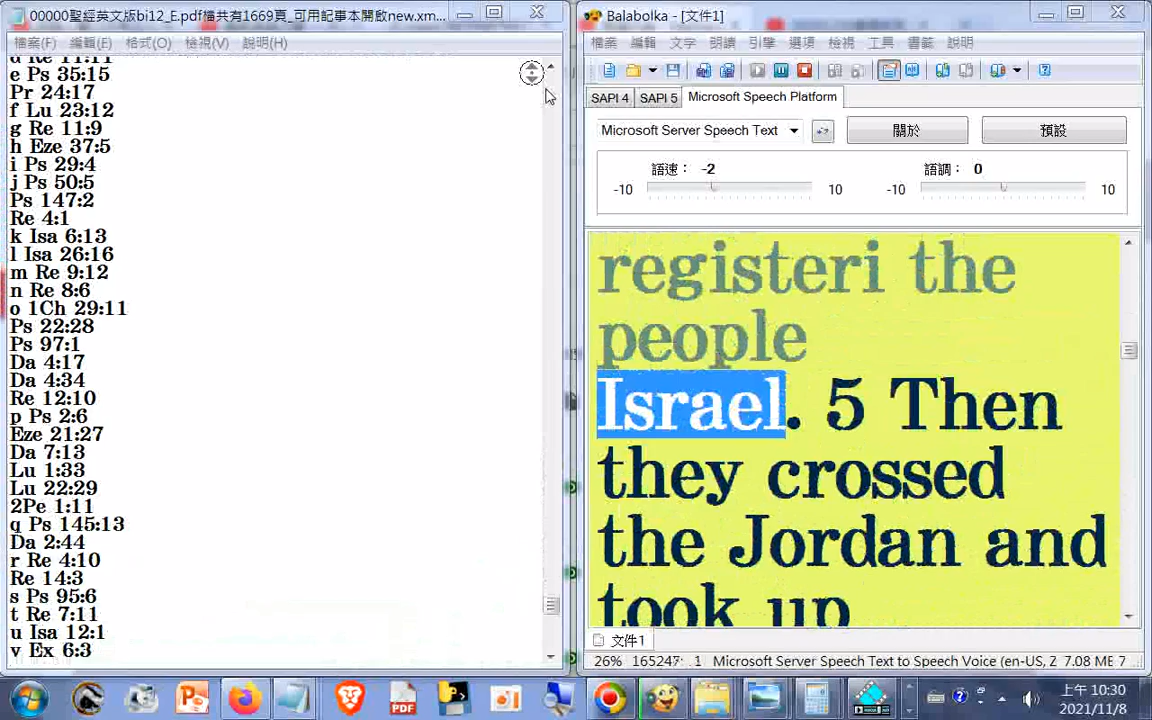 00000聖經英文版bi12_E.pdf檔共有1669頁_可用記事本開啟new.xm...
檔案(F) 編輯(E) 格式(O) 檢視(V) 說明(H)
d Re 11:11
e Ps 35:15
Pr 24:17
f Lu 23:12
g Re 11:9
h Eze 37:5
i Ps 29:4
j Ps 50:5
Ps 147:2
Re 4:1
k Isa 6:13
l Isa 26:16
m Re 9:12
n Re 8:6
o 1Ch 29:11
Ps 22:28
Ps 97:1
Da 4:17
Da 4:34
Re 12:10
p Ps 2:6
Eze 21:27
Da 7:13
Lu 1:33
Lu 22:29
2Pe 1:11
q Ps 145:13
Da 2:44
r Re 4:10
Re 14:3
s Ps 95:6
t Re 7:11
u Isa 12:1
v Ex 6:3
Balabolka - [文件1]
檔案 編輯 文字 朗讀 引擎 選項 檢視 工具 書籤 說明
SAPI 4 SAPI 5 Microsoft Speech Platform
Microsoft Server Speech Text 關於 預設
語速： -2 語調： 0
-10 10 -10 10
registeri the
people
Israel. 5 Then
they crossed
the Jordan and
took up
文件1
26% 165247: .1 Microsoft Server Speech Text to Speech Voice (en-US, 2 7.08 MB 7
PDF
上午 10:30
2021/11/8